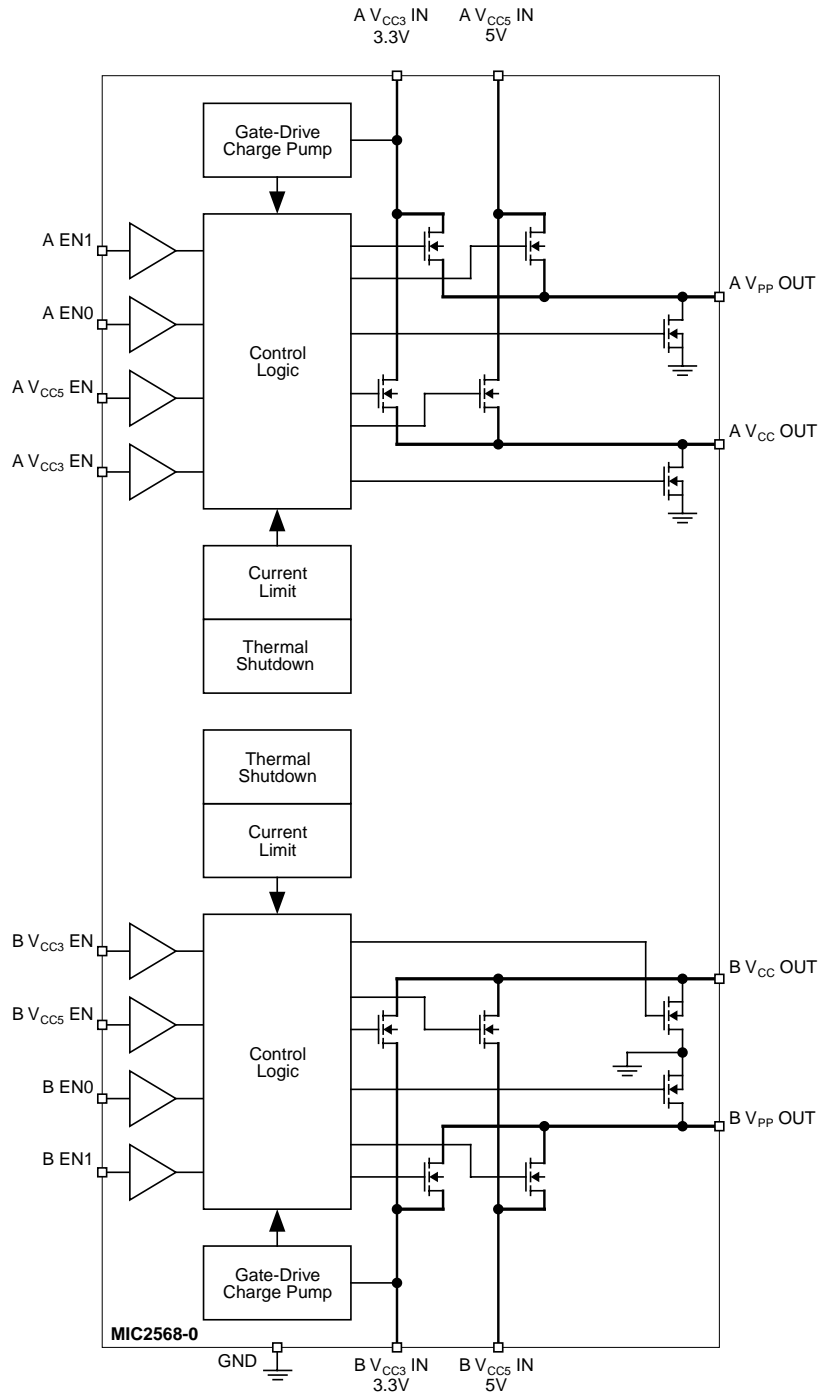 A VCC3 IN
3.3V
A VCC5 IN
5V
Gate-Drive
Charge Pump
A EN1
A EN0
A VCC5 EN
A VCC3 EN
Control
Logic
A VPP OUT
A VCC OUT
Current
Limit
Thermal
Shutdown
Thermal
Shutdown
Current
Limit
B VCC3 EN
B VCC5 EN
B EN0
B EN1
Control
Logic
B VCC OUT
B VPP OUT
Gate-Drive
Charge Pump
MIC2568-0
GND
B VCC3 IN
3.3V
B VCC5 IN
5V